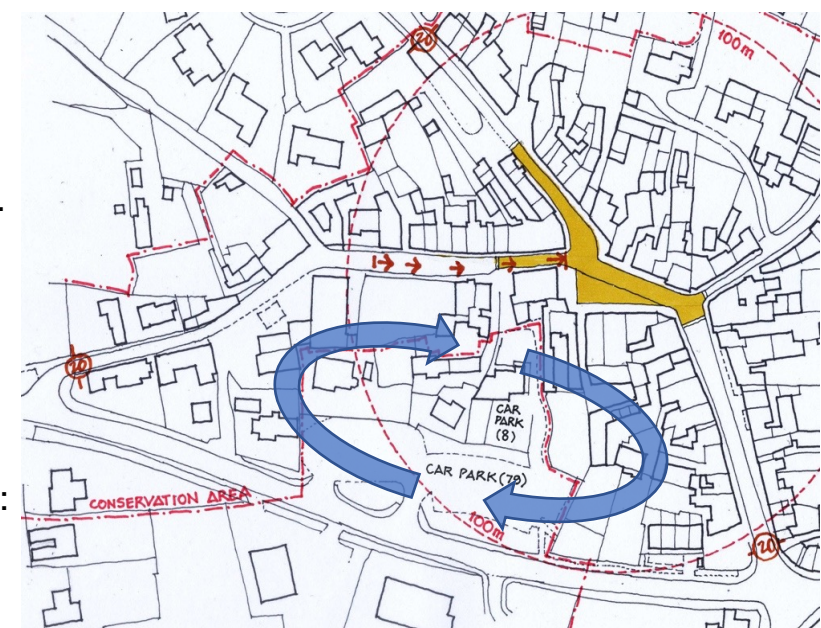 20
100m
.
20
CAR
PARK
(8)
CAR PARK (79)
:
CONSERVATION AREA
100m
20